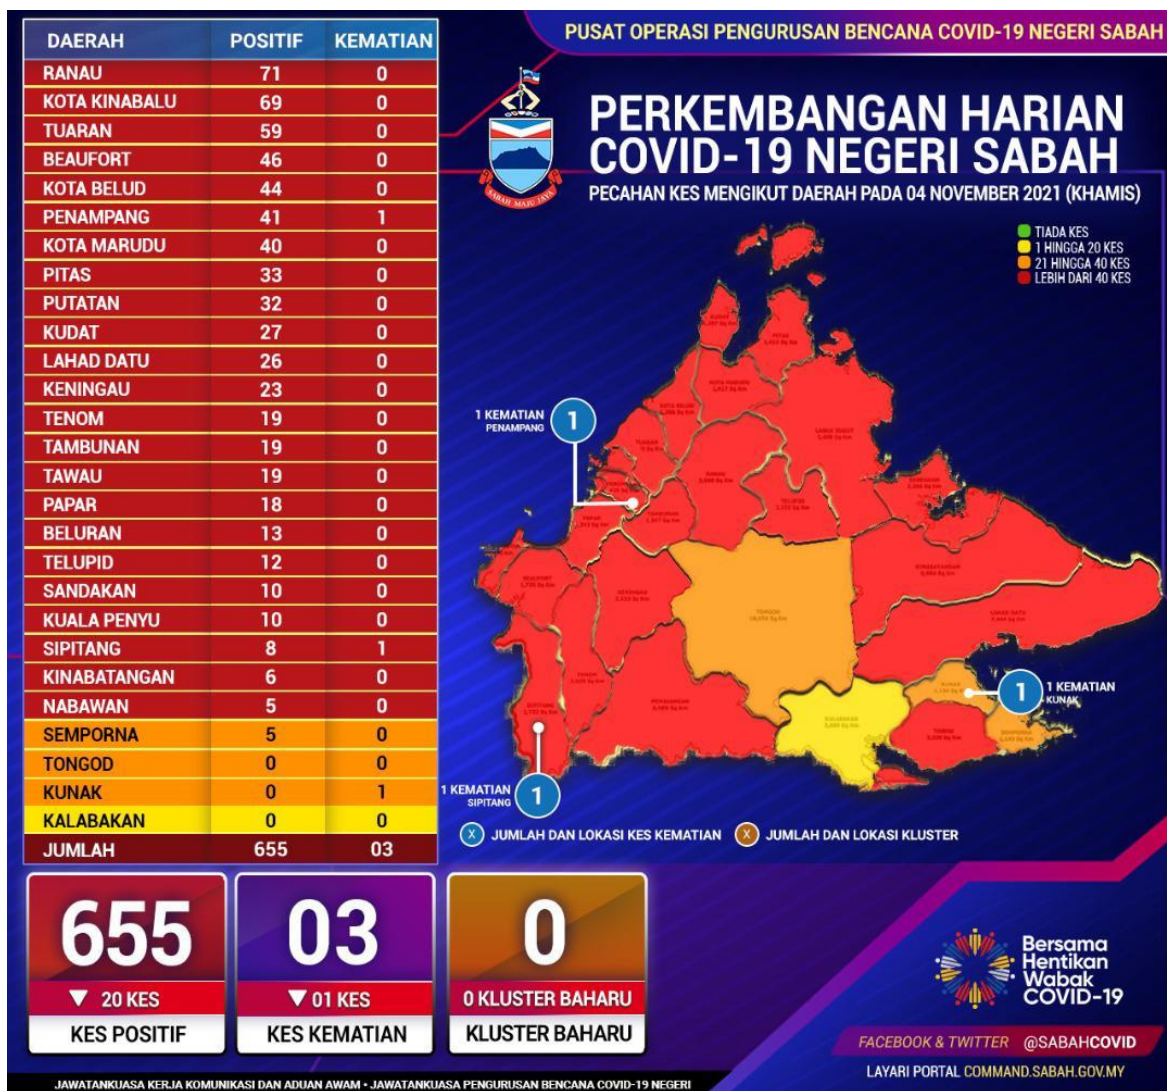 PUSAT OPERASI PENGURUSAN BENCANA COVID-19 NEGERI SABAH
PERKEMBANGAN HARIAN
COVID-19 NEGERI SABAH
PECAHAN KES MENGIKUT DAERAH PADA 04 NOVEMBER 2021 (KHAMIS)
SABAH MAJU JAYA
DAERAH POSITIF KEMATIAN
RANAU 71 0
KOTA KINABALU 69 0
TUARAN 59 0
BEAUFORT 46 0
KOTA BELUD 44 0
PENAMPANG 41 1
KOTA MARUDU 40 0
PITAS 33 0
PUTATAN 32 0
KUDAT 27 0
LAHAD DATU 26 0
KENINGAU 23 0
TENOM 19 0
TAMBUNAN 19 0
TAWAU 19 0
PAPAR 18 0
BELURAN 13 0
TELUPID 12 0
SANDAKAN 10 0
KUALA PENYU 10 0
SIPITANG 8 1
KINABATANGAN 6 0
NABAWAN 5 0
SEMPORNA 5 0
TONGOD 0 0
KUNAK 0 1
KALABAKAN 0 0
JUMLAH 655 03
TIADA KES
1 HINGGA 20 KES
21 HINGGA 40 KES
LEBIH DARI 40 KES
1 KEMATIAN
PENAMPANG
1
1 KEMATIAN
KUNAK
1
1 KEMATIAN
SIPITANG
1
X JUMLAH DAN LOKASI KES KEMATIAN
X JUMLAH DAN LOKASI KLUSTER
655
▼ 20 KES
KES POSITIF
03
▼ 01 KES
KES KEMATIAN
0
0 KLUSTER BAHARU
KLUSTER BAHARU
Bersama
Hentikan
Wabak
COVID-19
FACEBOOK & TWITTER @SABAHCOVID
LAYARI PORTAL COMMAND.SABAH.GOV.MY
JAWATANKUASA KERJA KOMUNIKASI DAN ADUAN AWAM • JAWATANKUASA PENGURUSAN BENCANA COVID-19 NEGERI